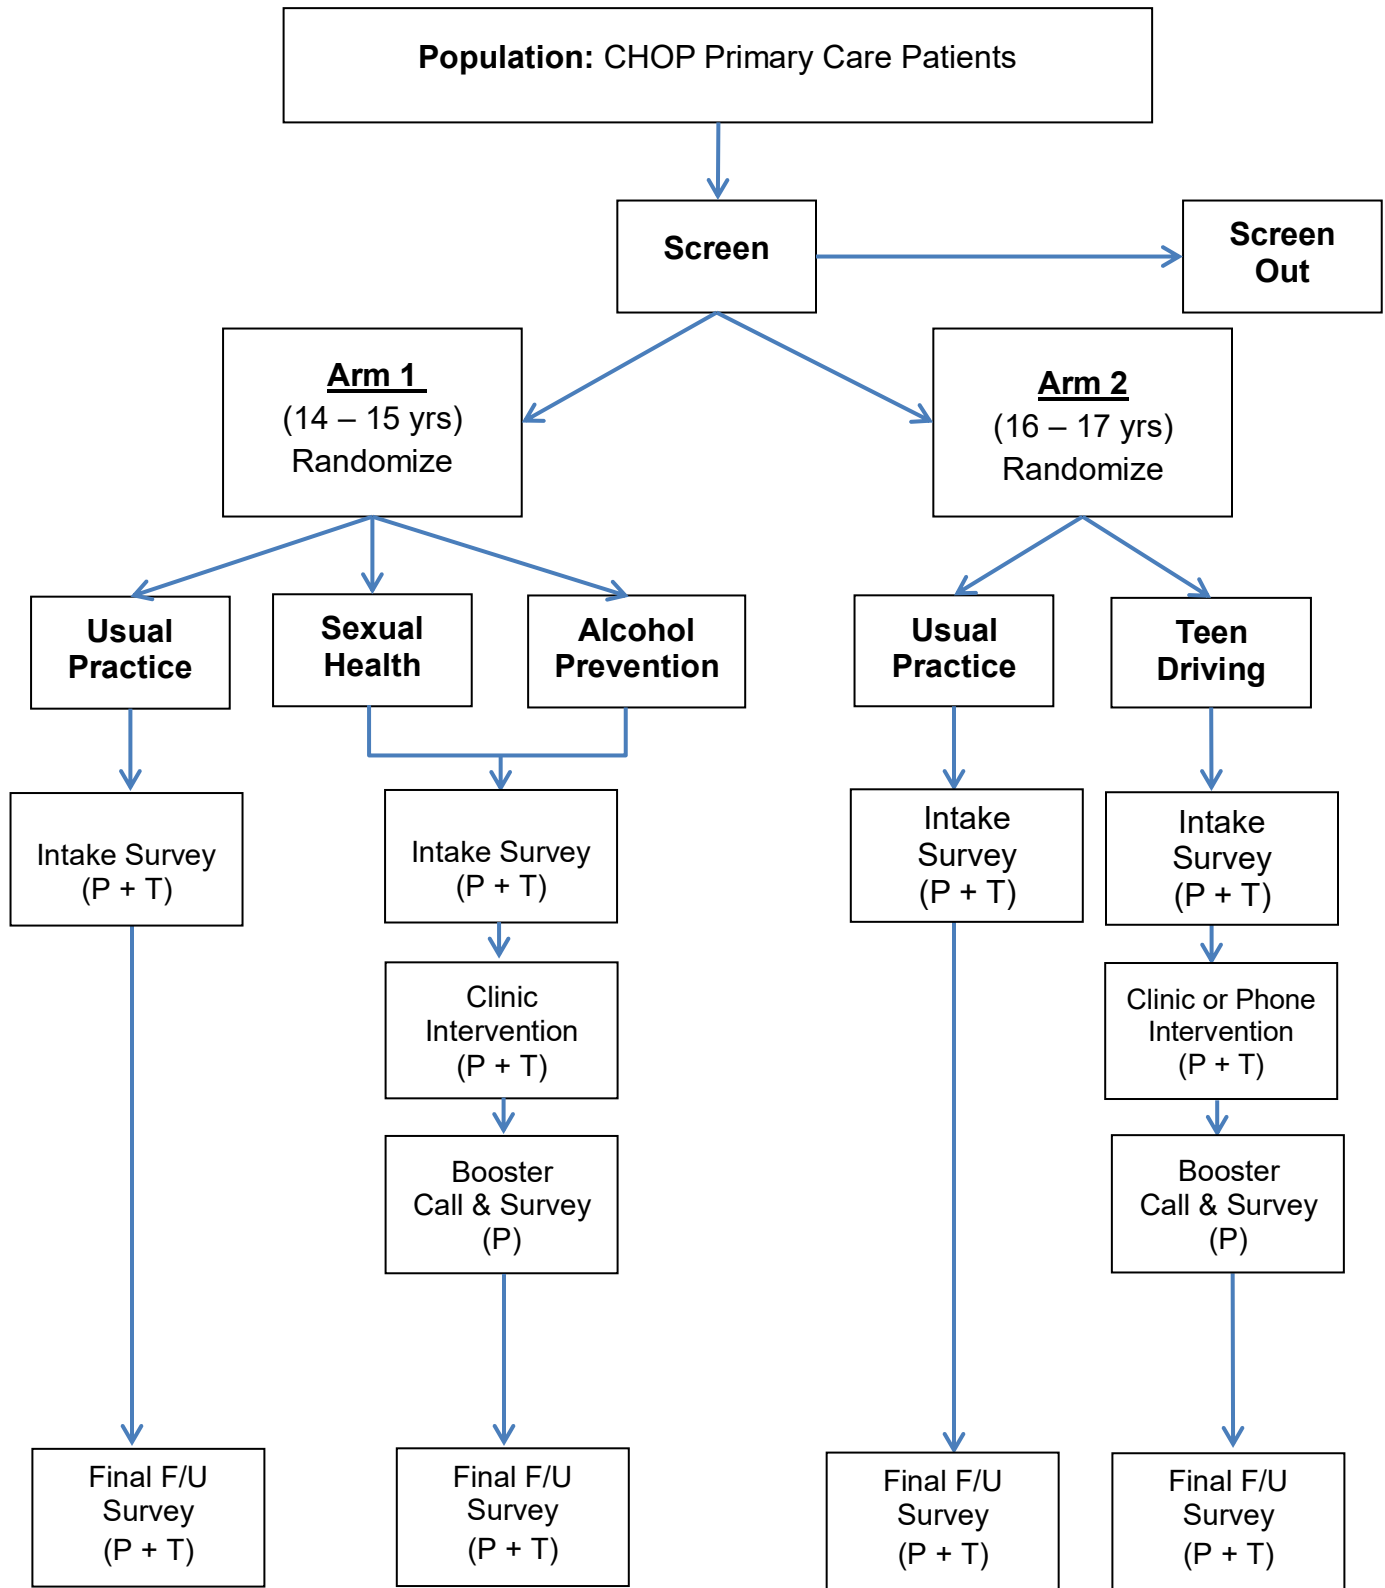 Population: CHOP Primary Care Patients
Screen
Screen
Out
Arm 1
(14 – 15 yrs)
Randomize
Arm 2
(16 – 17 yrs)
Randomize
Usual
Practice
Sexual
Health
Alcohol
Prevention
Usual
Practice
Teen
Driving
Intake Survey
(P + T)
Intake Survey
(P + T)
Intake
Survey
(P + T)
Intake
Survey
(P + T)
Clinic
Intervention
(P + T)
Clinic or Phone
Intervention
(P + T)
Booster
Call & Survey
(P)
Booster
Call & Survey
(P)
Final F/U
Survey
(P + T)
Final F/U
Survey
(P + T)
Final F/U
Survey
(P + T)
Final F/U
Survey
(P + T)